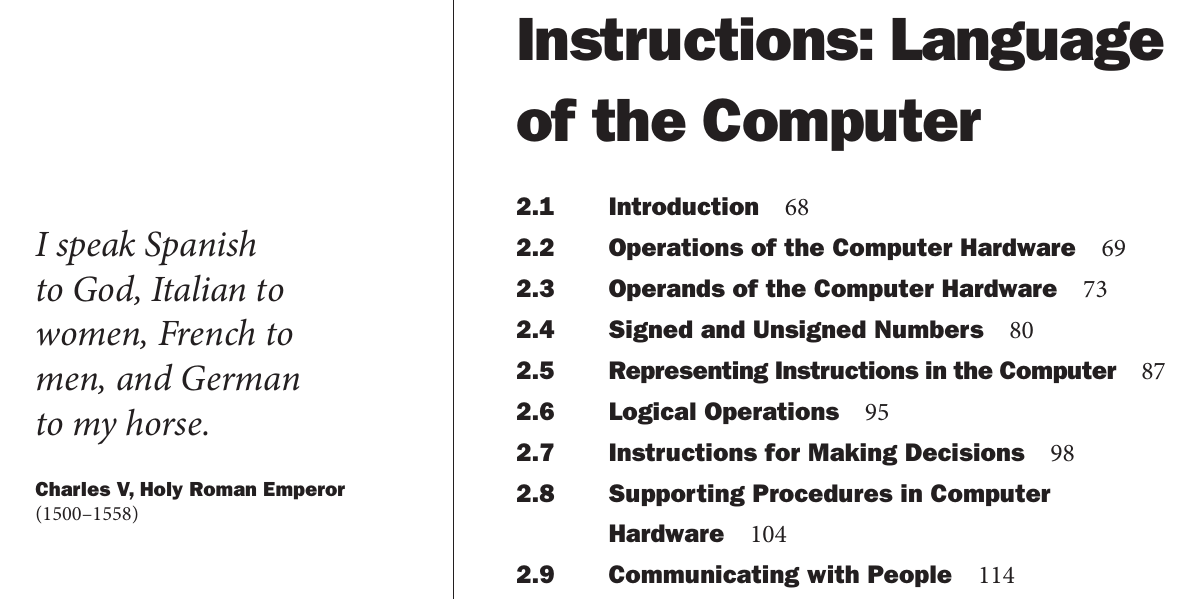 Instructions: Language
of the Computer
I speak Spanish
to God, Italian to
women, French to
men, and German
to my horse.
Charles V, Holy Roman Emperor
(1500–1558)
2.1 Introduction 68
2.2 Operations of the Computer Hardware 69
2.3 Operands of the Computer Hardware 73
2.4 Signed and Unsigned Numbers 80
2.5 Representing Instructions in the Computer 87
2.6 Logical Operations 95
2.7 Instructions for Making Decisions 98
2.8 Supporting Procedures in Computer
Hardware 104
2.9 Communicating with People 114